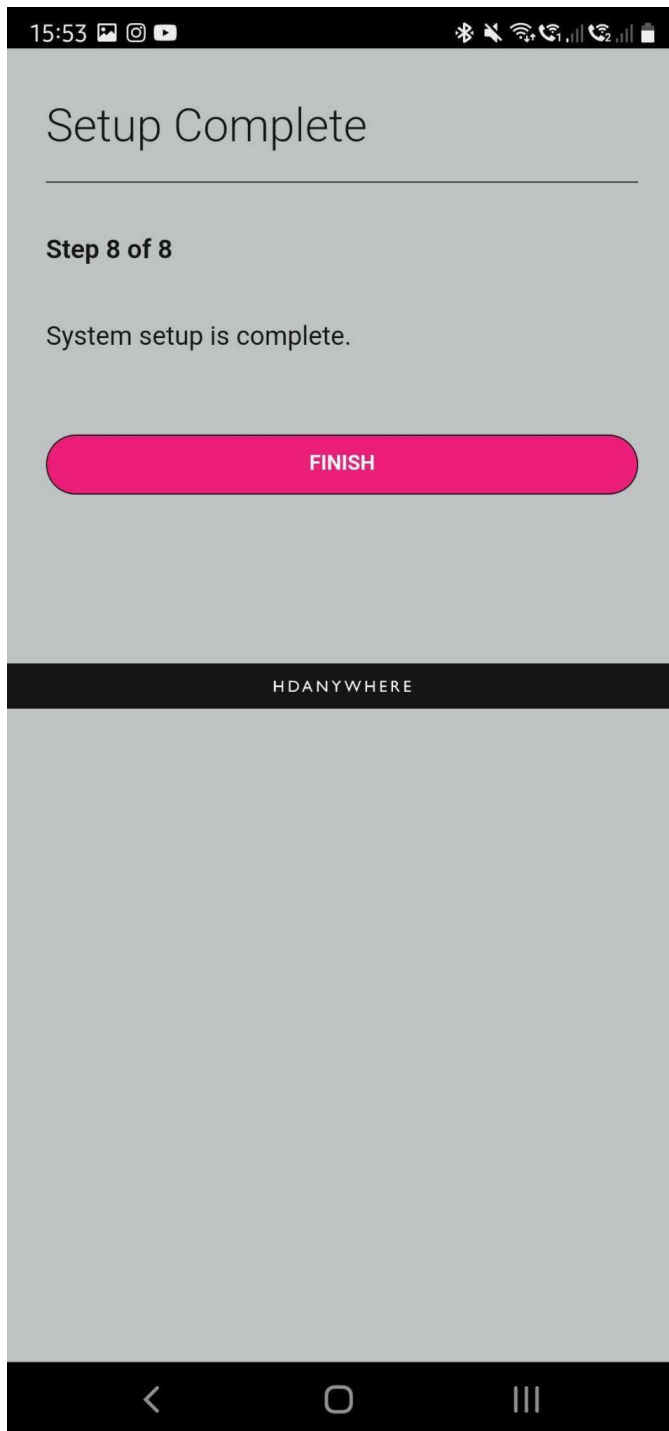 15:53
Setup Complete
Step 8 of 8
System setup is complete.
FINISH
HDANYWHERE